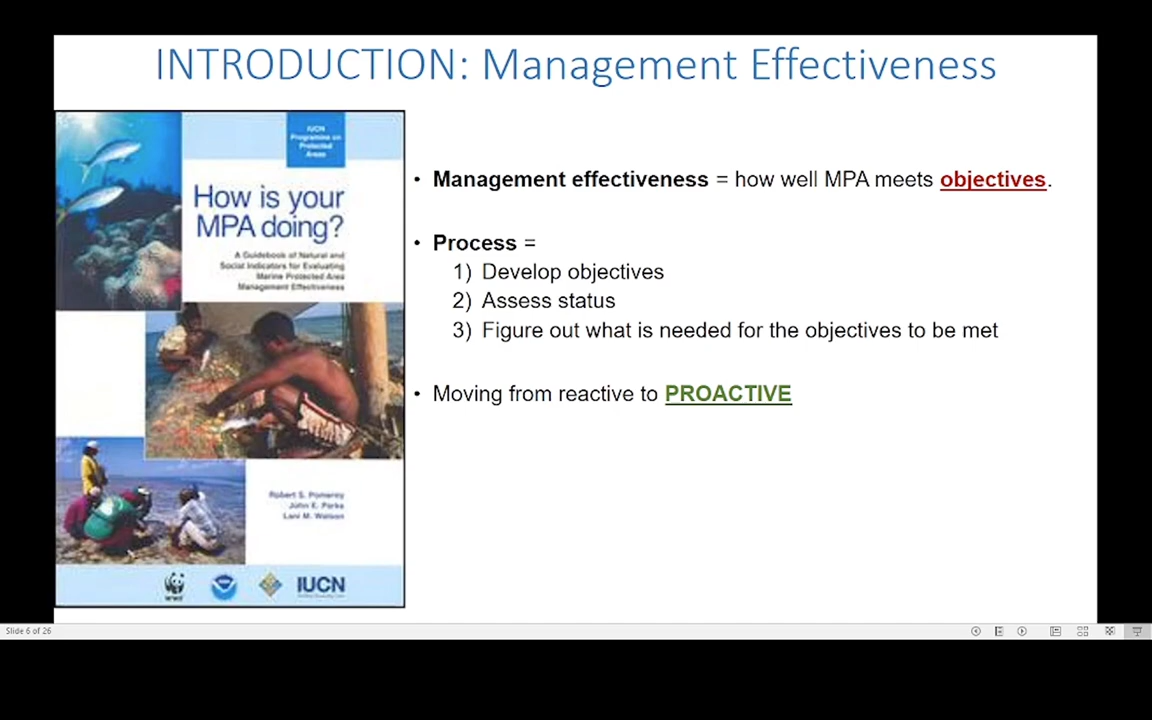 INTRODUCTION: Management Effectiveness
IUCN
Programme on
Protected
Areas
How is your
MPA doing?
A Guidebook of Natural and
Social Indicators for Evaluating
Marine Protected Area
Management Effectiveness
Robert S. Pomeroy
John E. Parks
Lani M. Watson
WWF
IUCN
• Management effectiveness = how well MPA meets objectives.
• Process =
1) Develop objectives
2) Assess status
3) Figure out what is needed for the objectives to be met
• Moving from reactive to PROACTIVE
Slide 6 of 26